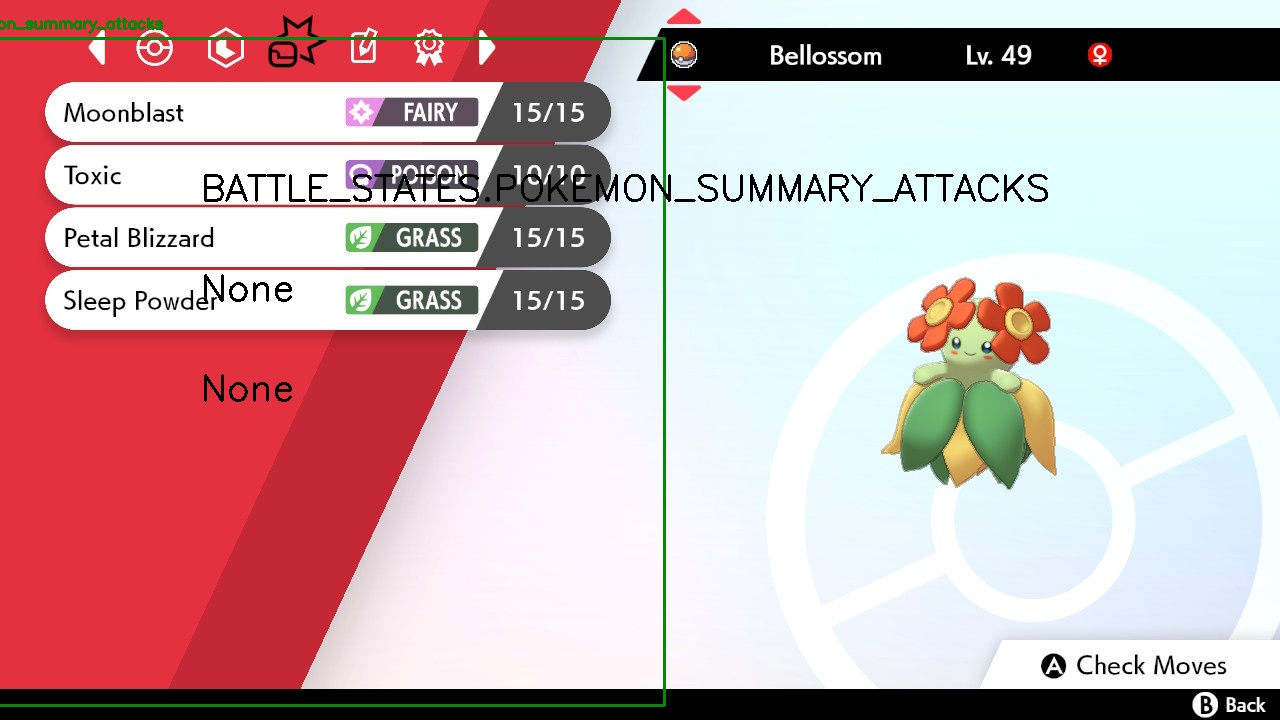 on_summary_attacks
Bellossom Lv. 49
Moonblast FAIRY 15/15
Toxic POISON 10/10
BATTLE_STATES.POKEMON_SUMMARY_ATTACKS
Petal Blizzard GRASS 15/15
None
Sleep Powder GRASS 15/15
None
A Check Moves
B Back